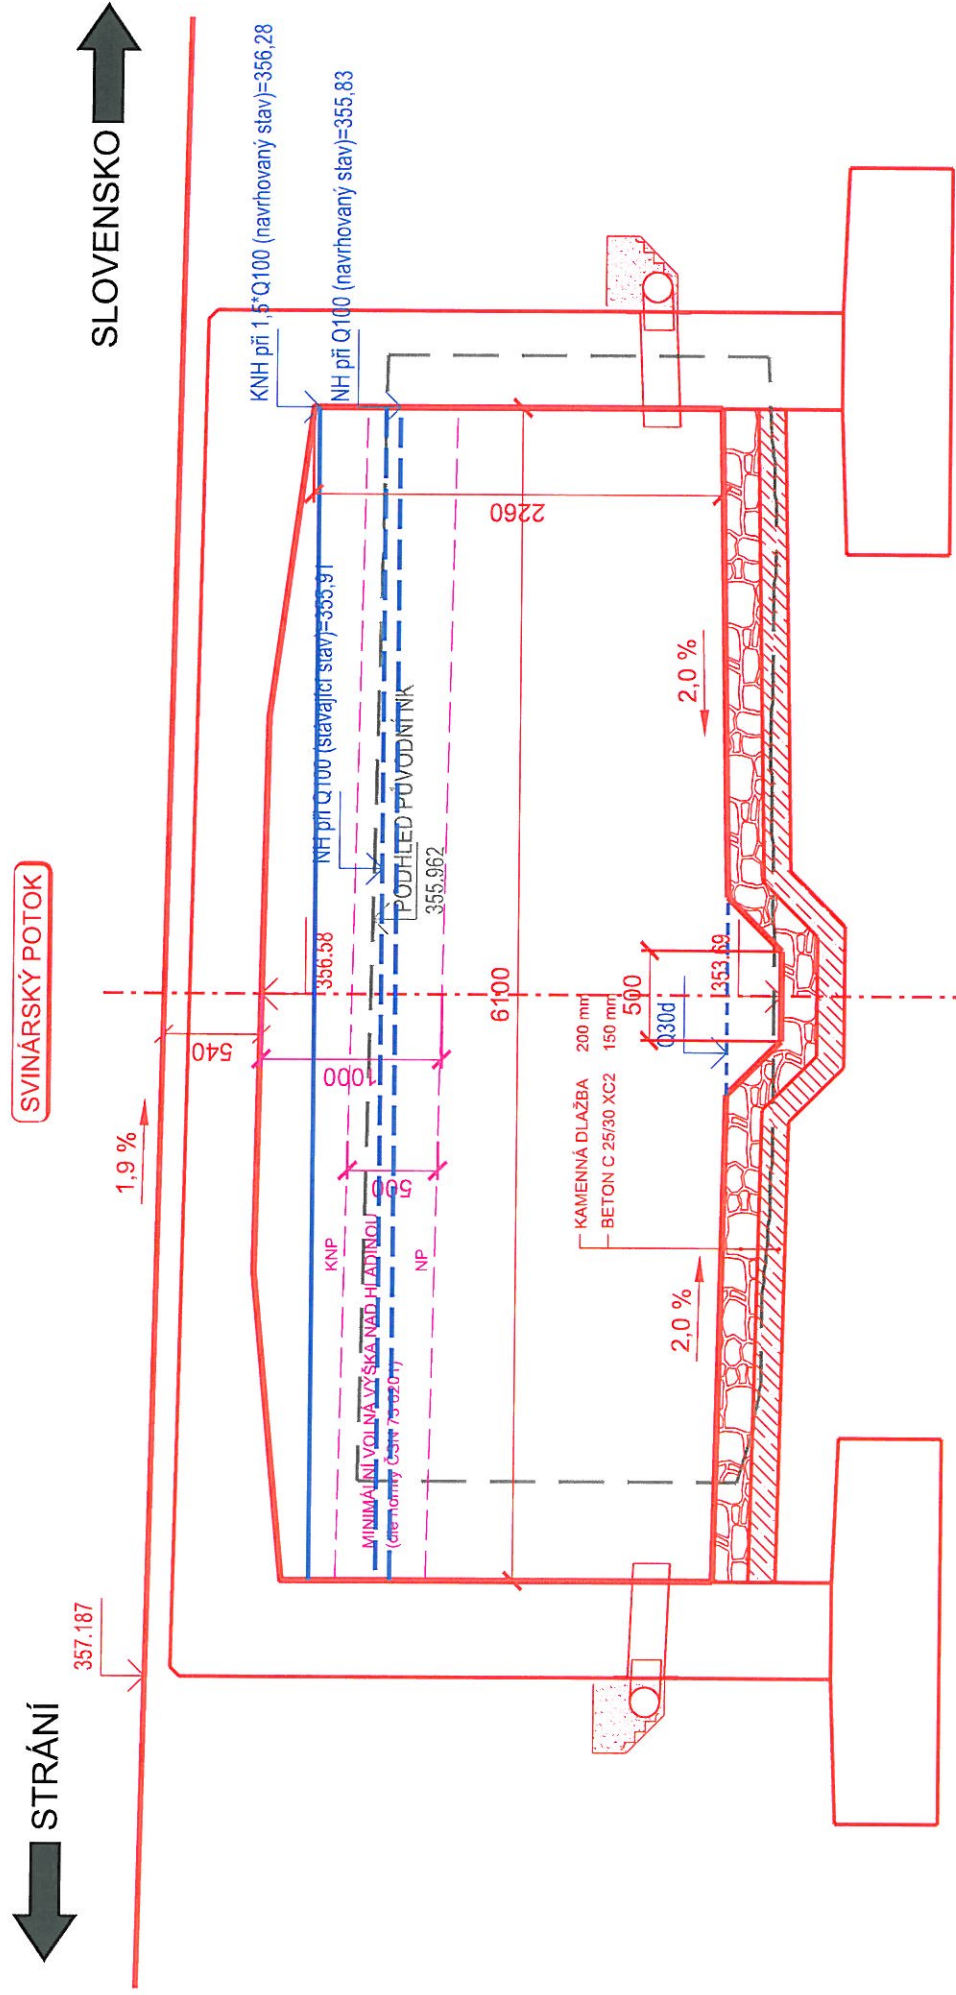 SVINÁRSKÝ POTOK
STRÁNÍ
SLOVENSKO
357.187
1,9 %
540
356.58
1000
500
KNP
NP
MINIMÁLNÍ VOLNÁ VÝŠKA NAD HLADINOU
(dle normy ČSN 73 6201)
NH při Q100 (stávající stav)=355,91
PODHLED PŮVODNÍ NK
355.962
KNH při 1,5*Q100 (navrhovaný stav)=356,28
NH při Q100 (navrhovaný stav)=355,83
6100
2260
KAMENNÁ DLAŽBA 200 mm
BETON C 25/30 XC2 150 mm
500
Q30d
353.69
2,0 %
2,0 %